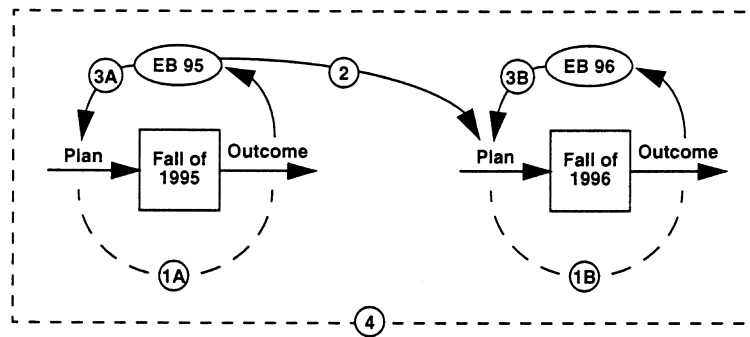 3A
EB 95
2
3B
EB 96
Plan
Fall of
1995
Outcome
Plan
Fall of
1996
Outcome
1A
1B
4